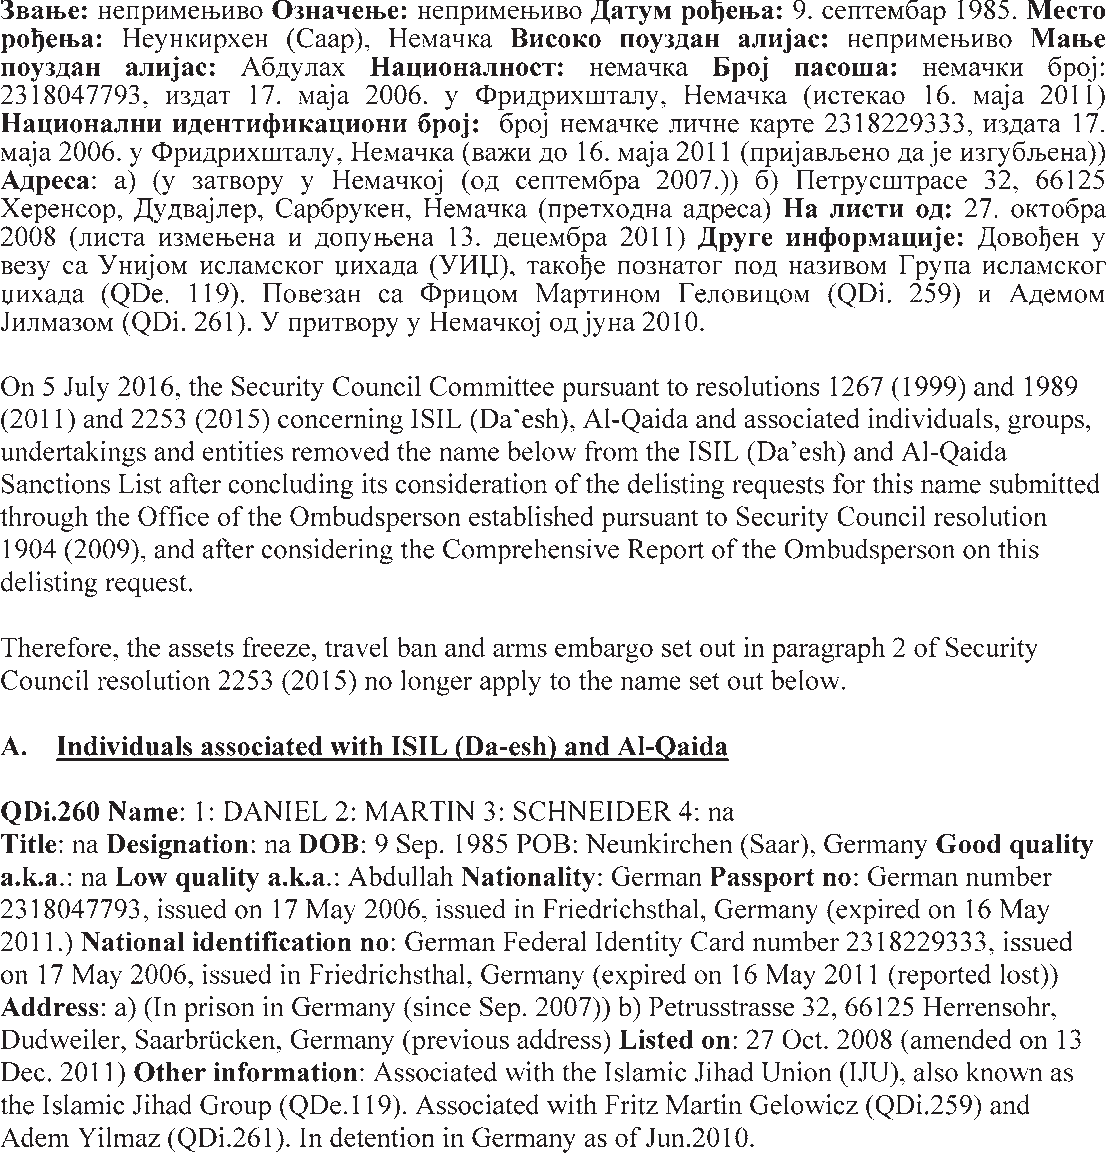 Звање: непримењиво Означење: непримењиво Датум рођења: 9. септембар 1985. Место
рођења: Неункирхен (Саар), Немачка Високо поуздан алијас: непримењиво Мање
поуздан алијас: Абдулах Националност: немачка Број пасоша: немачки број:
2318047793, издат 17. маја 2006. у Фридрихшталу, Немачка (истекао 16. маја 2011)
Национални идентификациони број: број немачке личне карте 2318229333, издата 17.
маја 2006. у Фридрихшталу, Немачка (важи до 16. маја 2011 (пријављено да је изгубљена))
Адреса: а) (у затвору у Немачкој (од септембра 2007.)) б) Петрусштрасе 32, 66125
Херенсор, Дудвајлер, Сарбрукен, Немачка (претходна адреса) На листи од: 27. октобра
2008 (листа измењена и допуњена 13. децембра 2011) Друге информације: Довођен у
везу са Унијом исламског џихада (УИЏ), такође познатог под називом Група исламског
џихада (QDe. 119). Повезан са Фрицом Мартином Геловицом (QDi. 259) и Адемом
Јилмазом (QDi. 261). У притвору у Немачкој од јуна 2010.
On 5 July 2016, the Security Council Committee pursuant to resolutions 1267 (1999) and 1989
(2011) and 2253 (2015) concerning ISIL (Da‛esh), Al-Qaida and associated individuals, groups,
undertakings and entities removed the name below from the ISIL (Da’esh) and Al-Qaida
Sanctions List after concluding its consideration of the delisting requests for this name submitted
through the Office of the Ombudsperson established pursuant to Security Council resolution
1904 (2009), and after considering the Comprehensive Report of the Ombudsperson on this
delisting request.
Therefore, the assets freeze, travel ban and arms embargo set out in paragraph 2 of Security
Council resolution 2253 (2015) no longer apply to the name set out below.
A. Individuals associated with ISIL (Da-esh) and Al-Qaida
QDi.260 Name: 1: DANIEL 2: MARTIN 3: SCHNEIDER 4: na
Title: na Designation: na DOB: 9 Sep. 1985 POB: Neunkirchen (Saar), Germany Good quality
a.k.a.: na Low quality a.k.a.: Abdullah Nationality: German Passport no: German number
2318047793, issued on 17 May 2006, issued in Friedrichsthal, Germany (expired on 16 May
2011.) National identification no: German Federal Identity Card number 2318229333, issued
on 17 May 2006, issued in Friedrichsthal, Germany (expired on 16 May 2011 (reported lost))
Address: a) (In prison in Germany (since Sep. 2007)) b) Petrusstrasse 32, 66125 Herrensohr,
Dudweiler, Saarbrücken, Germany (previous address) Listed on: 27 Oct. 2008 (amended on 13
Dec. 2011) Other information: Associated with the Islamic Jihad Union (IJU), also known as
the Islamic Jihad Group (QDe.119). Associated with Fritz Martin Gelowicz (QDi.259) and
Adem Yilmaz (QDi.261). In detention in Germany as of Jun.2010.